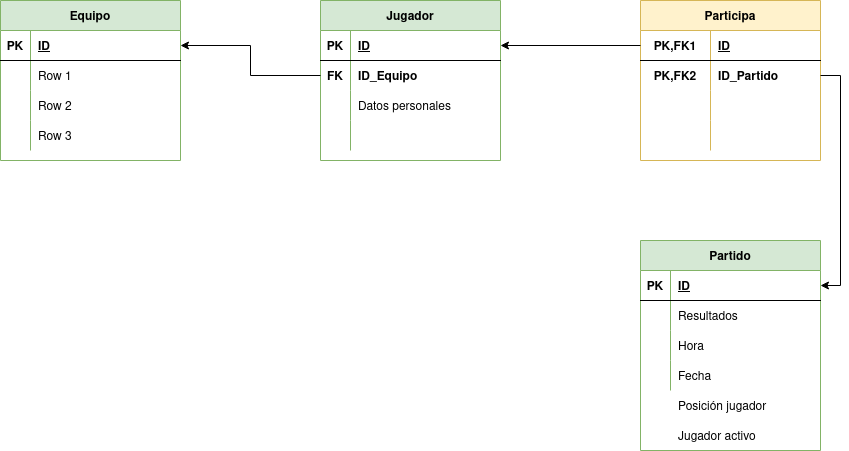 Equipo
PK ID
Row 1
Row 2
Row 3
Jugador
PK ID
FK ID_Equipo
Datos personales
Participa
PK,FK1 ID
PK,FK2 ID_Partido
Partido
PK ID
Resultados
Hora
Fecha
Posición jugador
Jugador activo